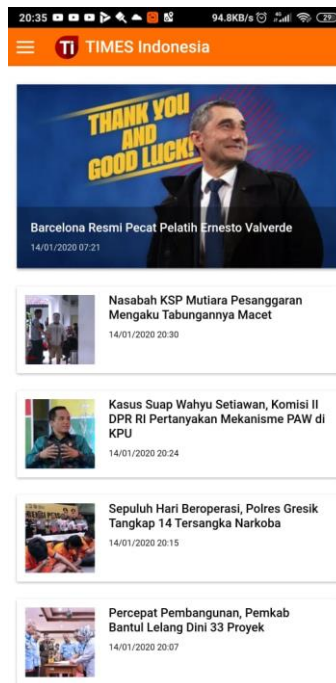 20:35 94.8KB/s 29
Ti TIMES Indonesia
THANK YOU
AND
GOOD LUCK!
Barcelona Resmi Pecat Pelatih Ernesto Valverde
14/01/2020 07:21
Nasabah KSP Mutiara Pesanggaran
Mengaku Tabungannya Macet
14/01/2020 20:30
Kasus Suap Wahyu Setiawan, Komisi II
DPR RI Pertanyakan Mekanisme PAW di
KPU
14/01/2020 20:24
Sepuluh Hari Beroperasi, Polres Gresik
Tangkap 14 Tersangka Narkoba
14/01/2020 20:15
Percepat Pembangunan, Pemkab
Bantul Lelang Dini 33 Proyek
14/01/2020 20:07